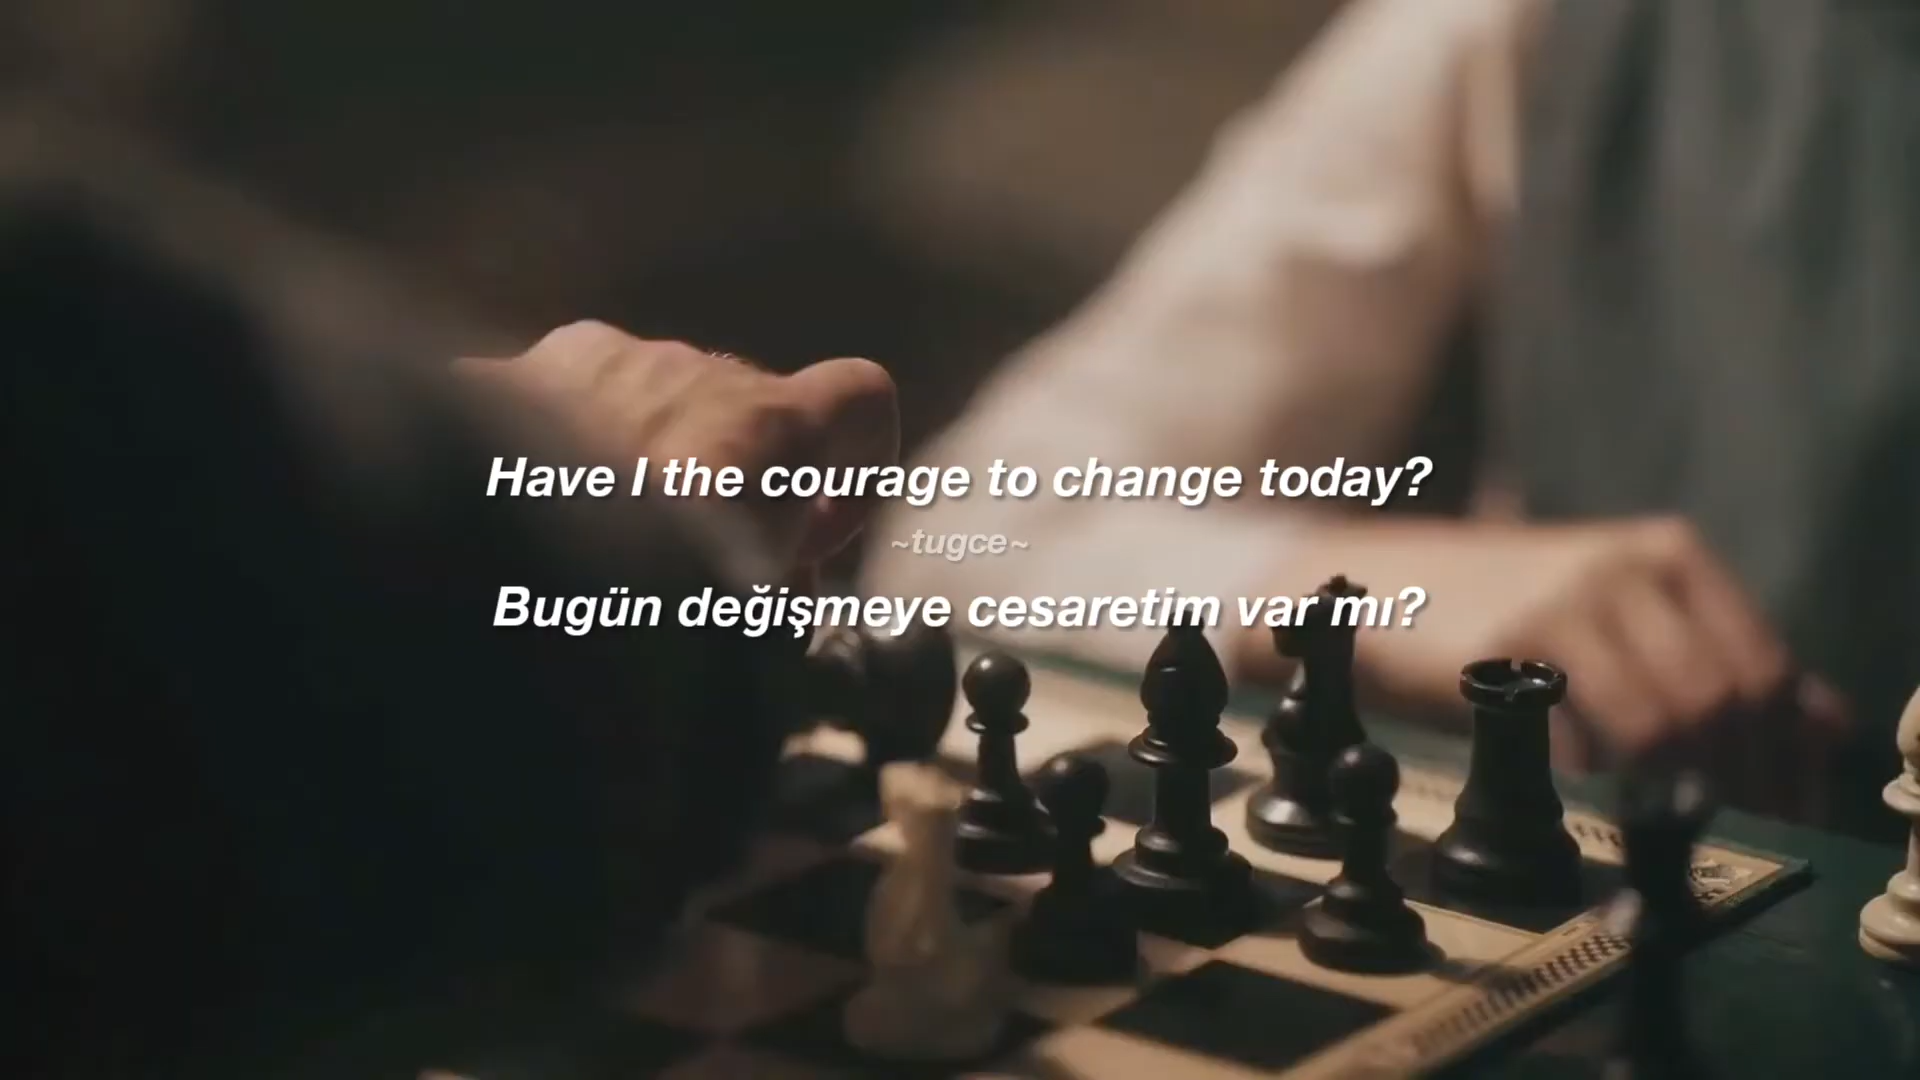 Have I the courage to change today?
~tugce~
Bugün değişmeye cesaretim var mı?